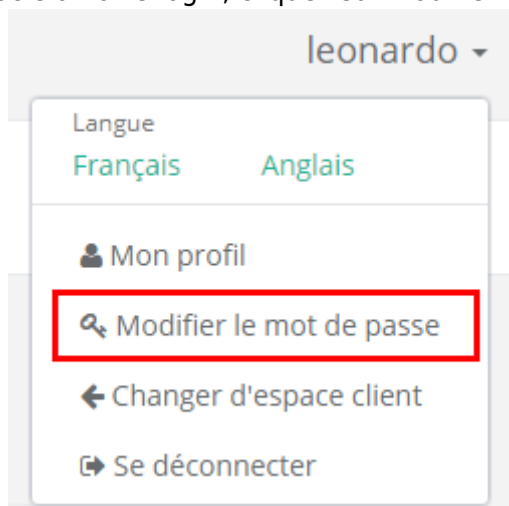 leonardo
Langue
Français Anglais
Mon profil
Modifier le mot de passe
Changer d'espace client
Se déconnecter